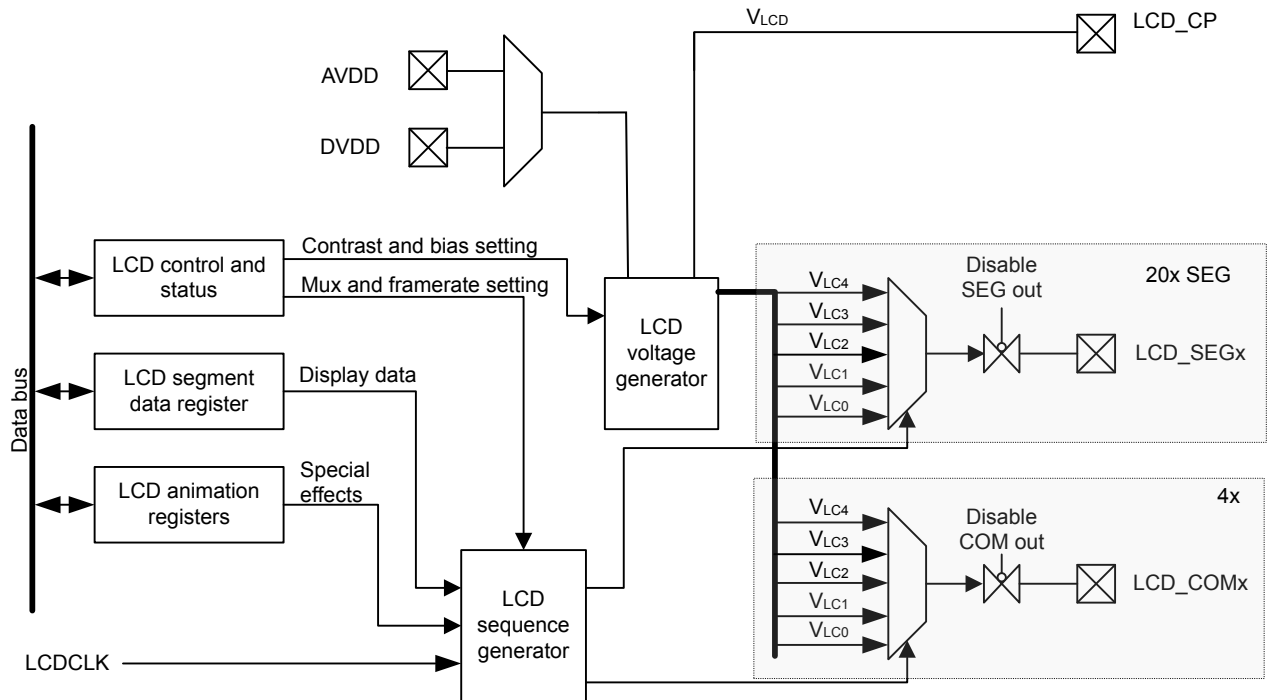 VLCD
LCD_CP
AVDD
DVDD
Data bus
LCD control and
status
Contrast and bias setting
Mux and framerate setting
LCD segment
data register
Display data
LCD animation
registers
Special
effects
LCDCLK
LCD
voltage
generator
LCD
sequence
generator
20x SEG
VLC4
VLC3
VLC2
VLC1
VLC0
Disable
SEG out
LCD_SEGx
4x
VLC4
VLC3
VLC2
VLC1
VLC0
Disable
COM out
LCD_COMx